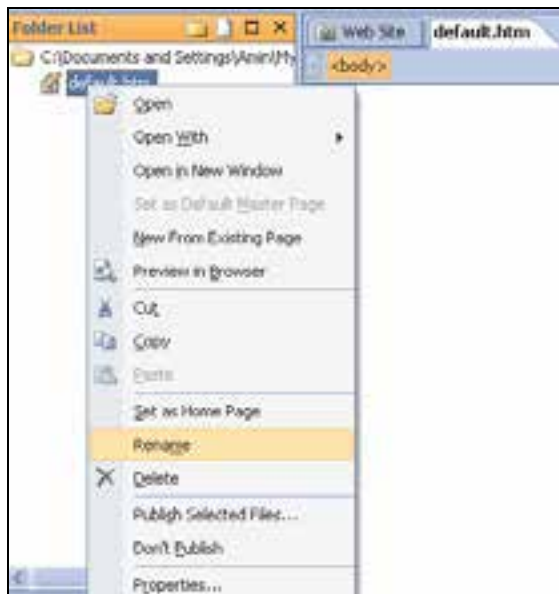 Folder List
Web Site
default.htm
C:\Documents and Settings\Amin\My
<body>
default.htm
Open
Open With
Open in New Window
Set as Default Master Page
New From Existing Page
Preview in Browser
Cut
Copy
Paste
Set as Home Page
Rename
Delete
Publish Selected Files...
Don't Publish
Properties...